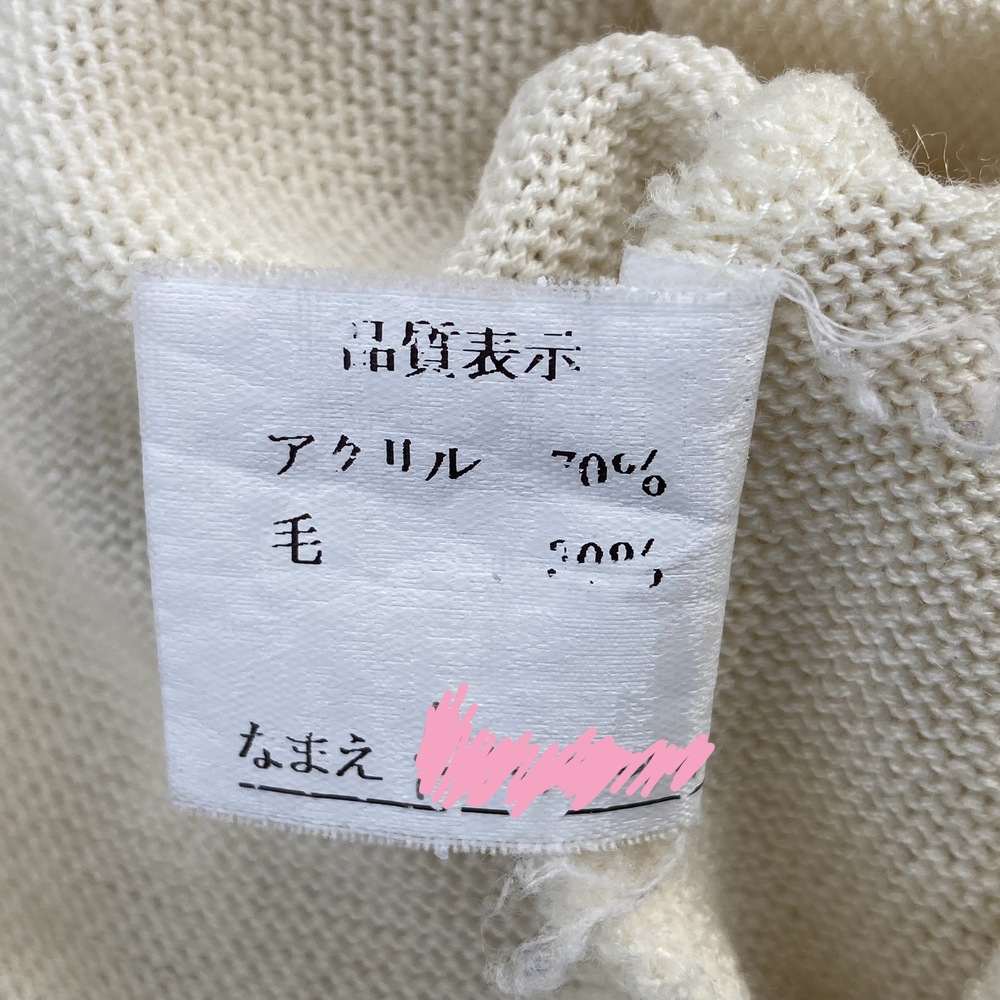 品質表示
アクリル 70%
毛 30%
なまえ